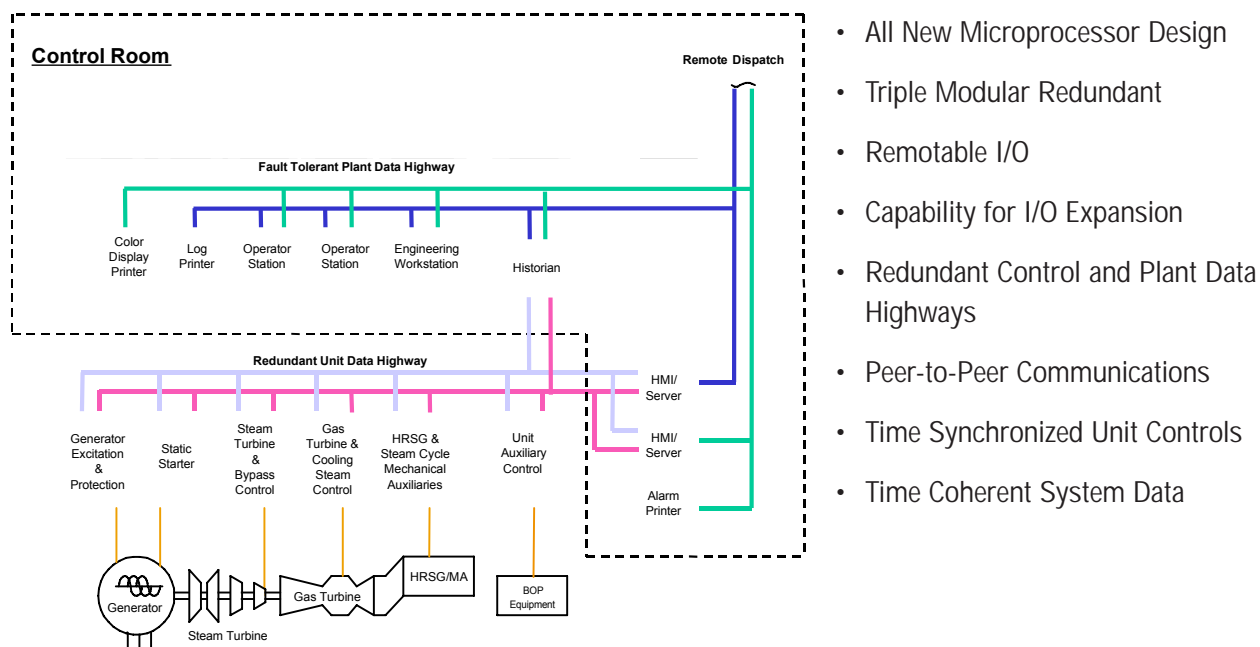 Control Room
Remote Dispatch
Fault Tolerant Plant Data Highway
Color
Display
Printer
Log
Printer
Operator
Station
Operator
Station
Engineering
Workstation
Historian
Redundant Unit Data Highway
HMI/
Server
HMI/
Server
Alarm
Printer
Generator
Excitation
&
Protection
Static
Starter
Steam
Turbine
&
Bypass
Control
Gas
Turbine &
Cooling
Steam
Control
HRSG &
Steam Cycle
Mechanical
Auxiliaries
Unit
Auxiliary
Control
Generator
Steam Turbine
Gas Turbine
HRSG/MA
BOP
Equipment
• All New Microprocessor Design
• Triple Modular Redundant
• Remotable I/O
• Capability for I/O Expansion
• Redundant Control and Plant Data
Highways
• Peer-to-Peer Communications
• Time Synchronized Unit Controls
• Time Coherent System Data